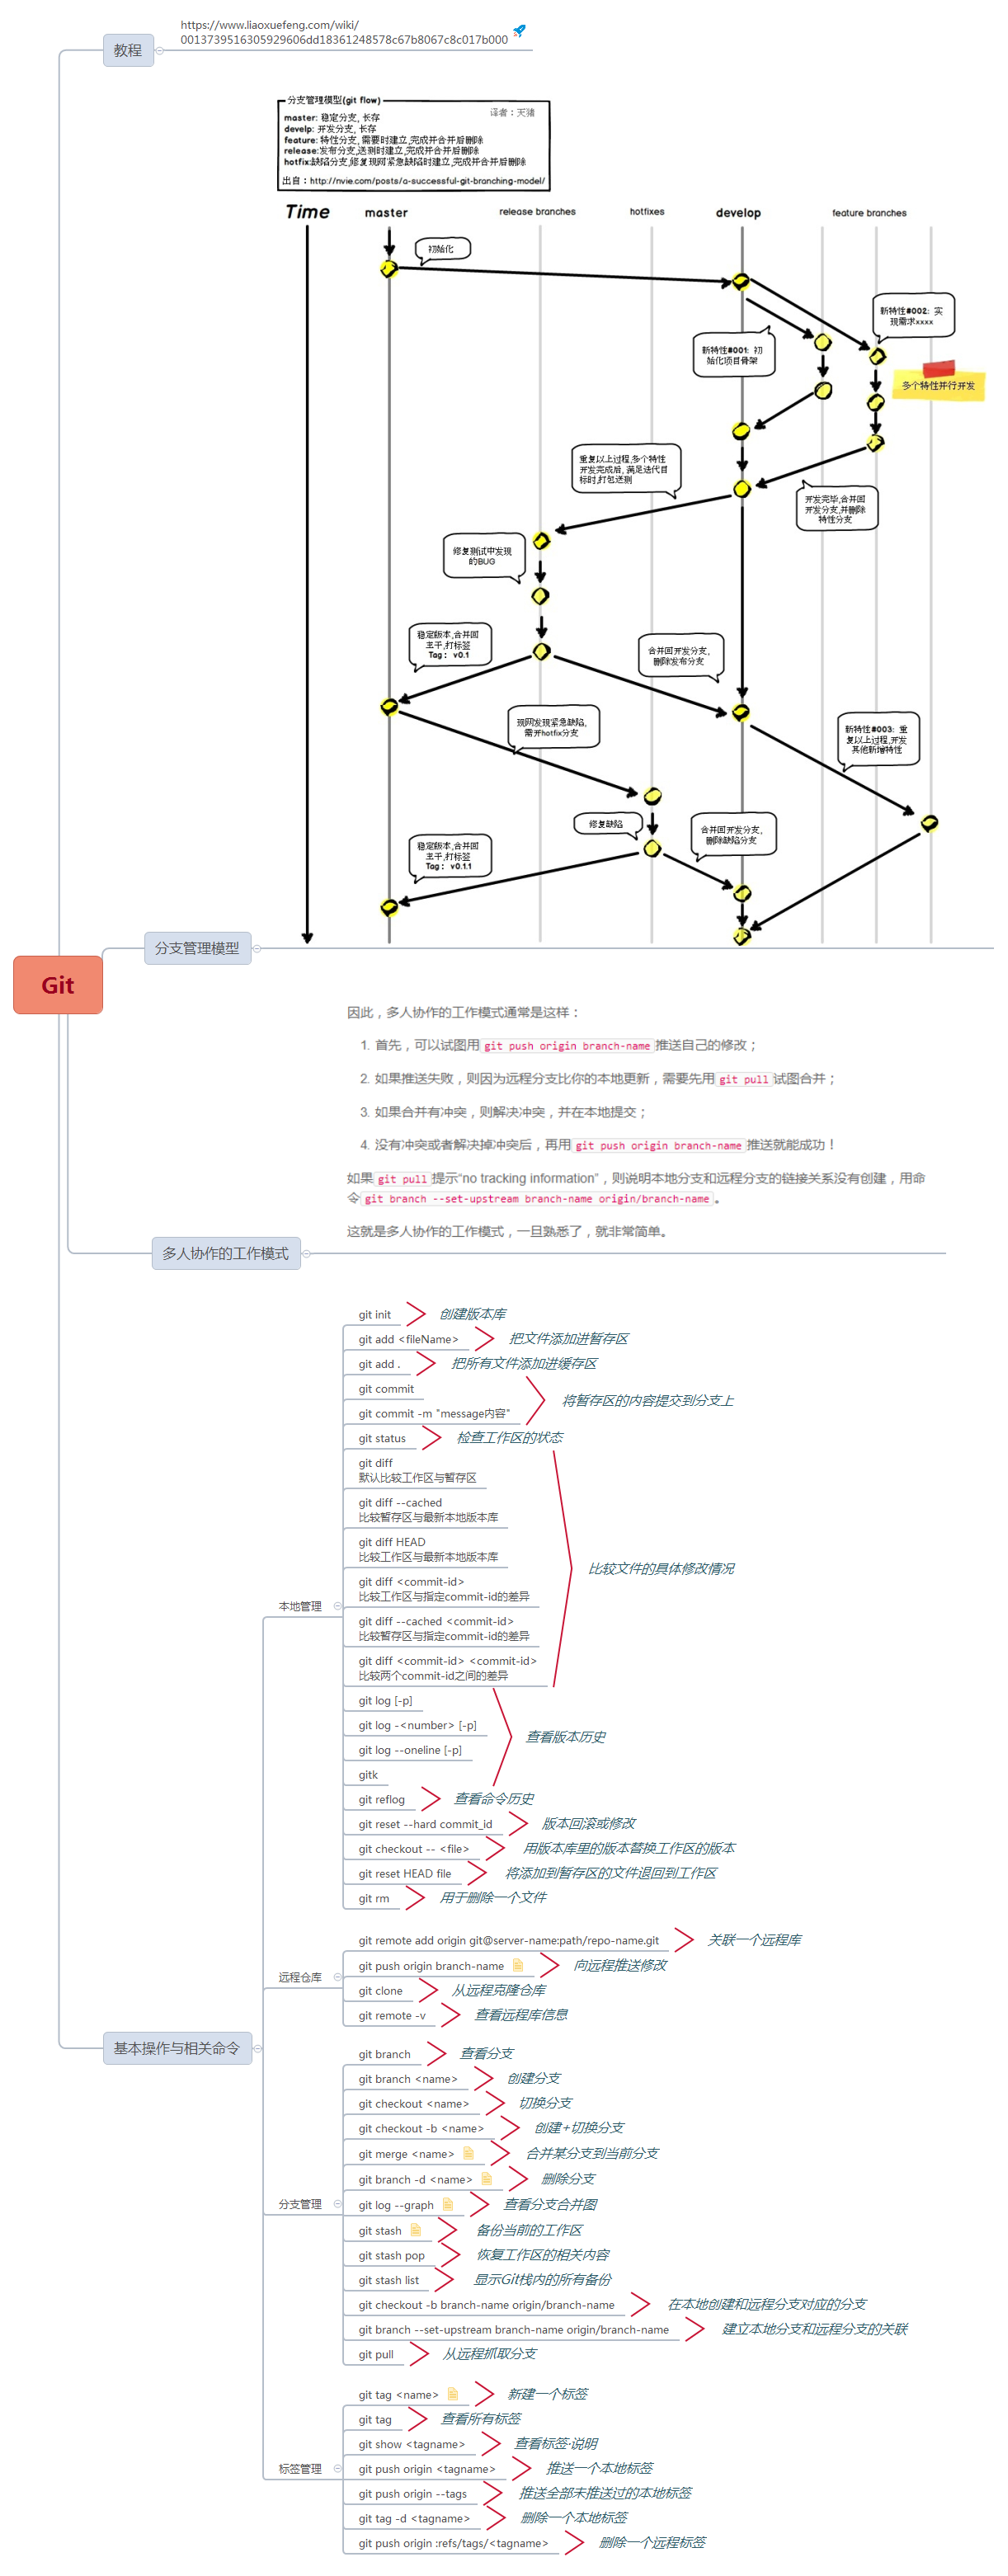 教程
https://www.liaoxuefeng.com/wiki/
0013739516305929606dd18361248578c67b8067c8c017b000
分支管理模型(git flow)
译者：天猪
master: 稳定分支, 长存
develp: 开发分支, 长存
feature: 特性分支, 需要时建立,完成并合并后删除
release:发布分支,送测时建立,完成并合并后删除
hotfix:缺陷分支,修复现网紧急缺陷时建立,完成并合并后删除
出自：http://nvie.com/posts/a-successful-git-branching-model/
Time
master
release branches
hotfixes
develop
feature branches
初始化
新特性#002: 实
现需求xxxx
新特性#001: 初
始化项目骨架
多个特性并行开发
重复以上过程,多个特性
开发完成后, 满足迭代目
标时,打包送测
开发完毕,合并回
开发分支,并删除
特性分支
修复测试中发现
的BUG
稳定版本,合并回
主干,打标签
Tag： v0.1
合并回开发分支,
删除发布分支
现网发现紧急缺陷,
需开hotfix分支
新特性#003: 重
复以上过程,开发
其他新增特性
修复缺陷
合并回开发分支,
删除缺陷分支
稳定版本,合并回
主干,打标签
Tag： v0.1.1
分支管理模型
Git
因此，多人协作的工作模式通常是这样：
1. 首先，可以试图用git push origin branch-name推送自己的修改；
2. 如果推送失败，则因为远程分支比你的本地更新，需要先用git pull试图合并；
3. 如果合并有冲突，则解决冲突，并在本地提交；
4. 没有冲突或者解决掉冲突后，再用git push origin branch-name推送就能成功！
如果git pull提示“no tracking information”，则说明本地分支和远程分支的链接关系没有创建，用命
令git branch --set-upstream branch-name origin/branch-name。
这就是多人协作的工作模式，一旦熟悉了，就非常简单。
多人协作的工作模式
git init
创建版本库
git add <fileName>
把文件添加进暂存区
git add .
把所有文件添加进缓存区
git commit
git commit -m "message内容"
将暂存区的内容提交到分支上
git status
检查工作区的状态
git diff
默认比较工作区与暂存区
git diff --cached
比较暂存区与最新本地版本库
git diff HEAD
比较工作区与最新本地版本库
git diff <commit-id>
比较工作区与指定commit-id的差异
git diff --cached <commit-id>
比较暂存区与指定commit-id的差异
git diff <commit-id> <commit-id>
比较两个commit-id之间的差异
比较文件的具体修改情况
本地管理
git log [-p]
git log -<number> [-p]
git log --oneline [-p]
gitk
查看版本历史
git reflog
查看命令历史
git reset --hard commit_id
版本回滚或修改
git checkout -- <file>
用版本库里的版本替换工作区的版本
git reset HEAD file
将添加到暂存区的文件退回到工作区
git rm
用于删除一个文件
git remote add origin git@server-name:path/repo-name.git
关联一个远程库
git push origin branch-name
向远程推送修改
远程仓库
git clone
从远程克隆仓库
git remote -v
查看远程库信息
基本操作与相关命令
git branch
查看分支
git branch <name>
创建分支
git checkout <name>
切换分支
git checkout -b <name>
创建+切换分支
git merge <name>
合并某分支到当前分支
git branch -d <name>
删除分支
分支管理
git log --graph
查看分支合并图
git stash
备份当前的工作区
git stash pop
恢复工作区的相关内容
git stash list
显示Git栈内的所有备份
git checkout -b branch-name origin/branch-name
在本地创建和远程分支对应的分支
git branch --set-upstream branch-name origin/branch-name
建立本地分支和远程分支的关联
git pull
从远程抓取分支
git tag <name>
新建一个标签
git tag
查看所有标签
git show <tagname>
查看标签·说明
标签管理
git push origin <tagname>
推送一个本地标签
git push origin --tags
推送全部未推送过的本地标签
git tag -d <tagname>
删除一个本地标签
git push origin :refs/tags/<tagname>
删除一个远程标签